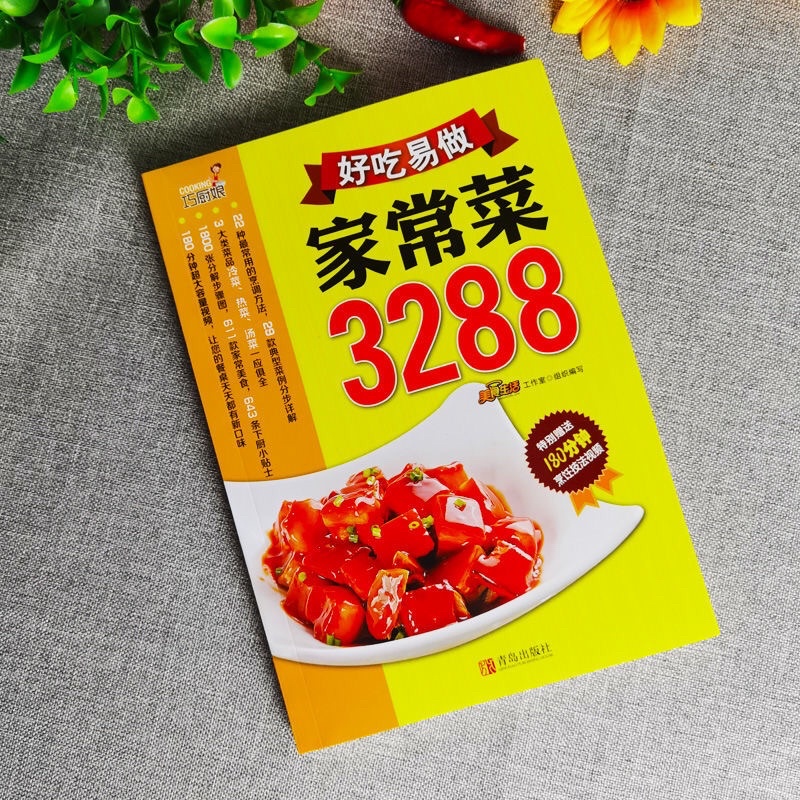 好吃易做
家常菜
3288
美食生活 工作室◎组织编写
COOKING
巧厨娘
22种最常用的烹调方法，28款典型菜例分步详解
3大类菜品冷菜、热菜、汤菜一应俱全
1800张分解步骤图，611款家常美食，643条下厨小贴士
180分钟超大容量视频，让您的餐桌天天都有新口味
特别赠送
180分钟
烹饪技法视频
青岛出版社